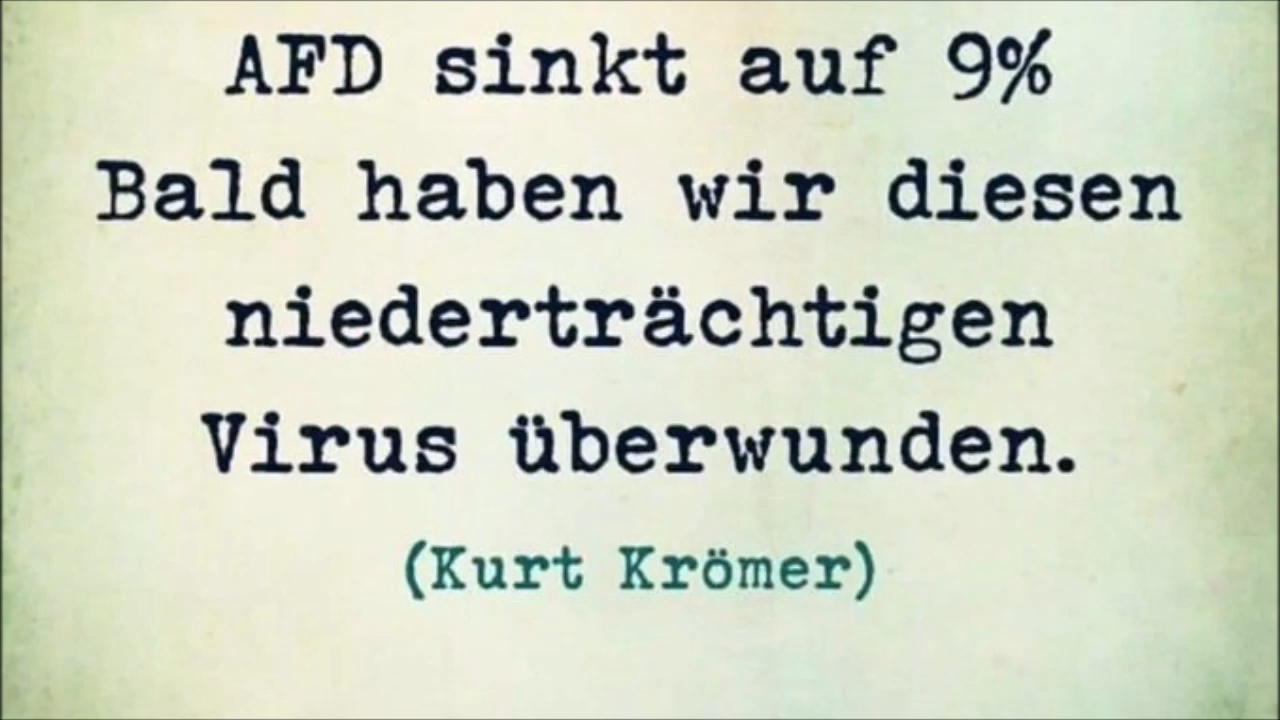 AFD sinkt auf 9%
Bald haben wir diesen
niederträchtigen
Virus überwunden.
(Kurt Krömer)